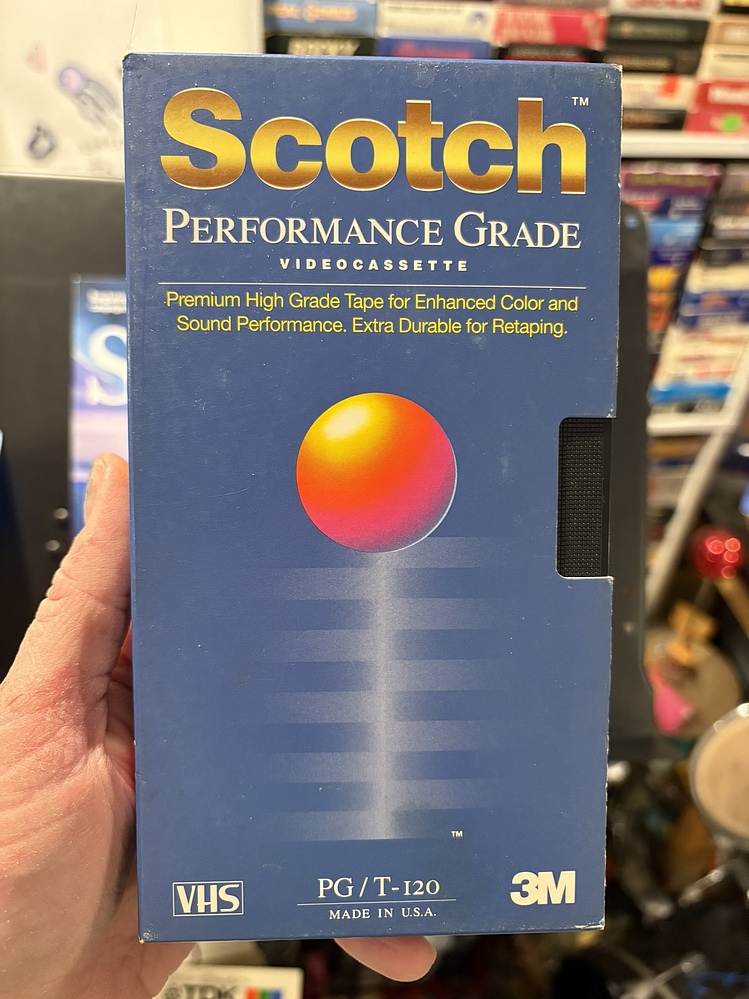 Scotch™
PERFORMANCE GRADE
VIDEOCASSETTE
Premium High Grade Tape for Enhanced Color and
Sound Performance. Extra Durable for Retaping.
™
VHS
PG/T-120
MADE IN U.S.A.
3M
TDK